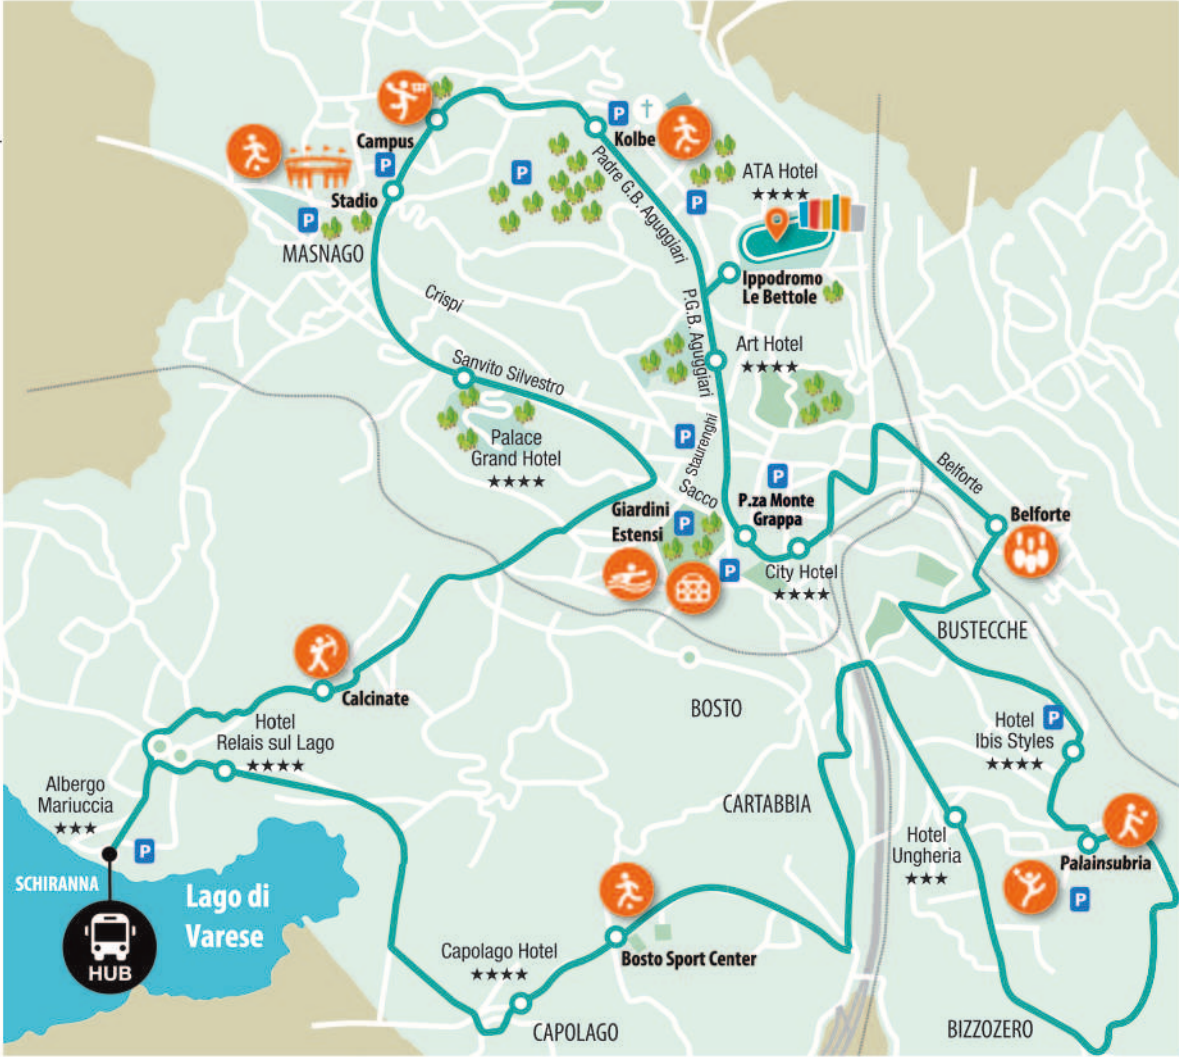 Campus
P
P
Kolbe
Stadio
P
P
MASNAGO
Padre G.B. Aguggiari
ATA Hotel
★★★★
P
Ippodromo
Le Bettole
Crispi
P.G.B. Aguggiari
Art Hotel
★★★★
Sanvito Silvestro
Palace
Grand Hotel
★★★★
P
Staurenghi
Sacco
P
P.za Monte
Grappa
Belforte
Giardini
Estensi
P
Belforte
P
City Hotel
★★★★
BUSTECCHE
Calcinate
BOSTO
Hotel
Relais sul Lago
★★★★
Hotel
Ibis Styles
★★★★
P
Albergo
Mariuccia
★★★
CARTABBIA
P
Hotel
Ungheria
★★★
Palainsubria
P
SCHIRANNA
Lago di
Varese
HUB
Capolago Hotel
★★★★
Bosto Sport Center
CAPOLAGO
BIZZOZERO